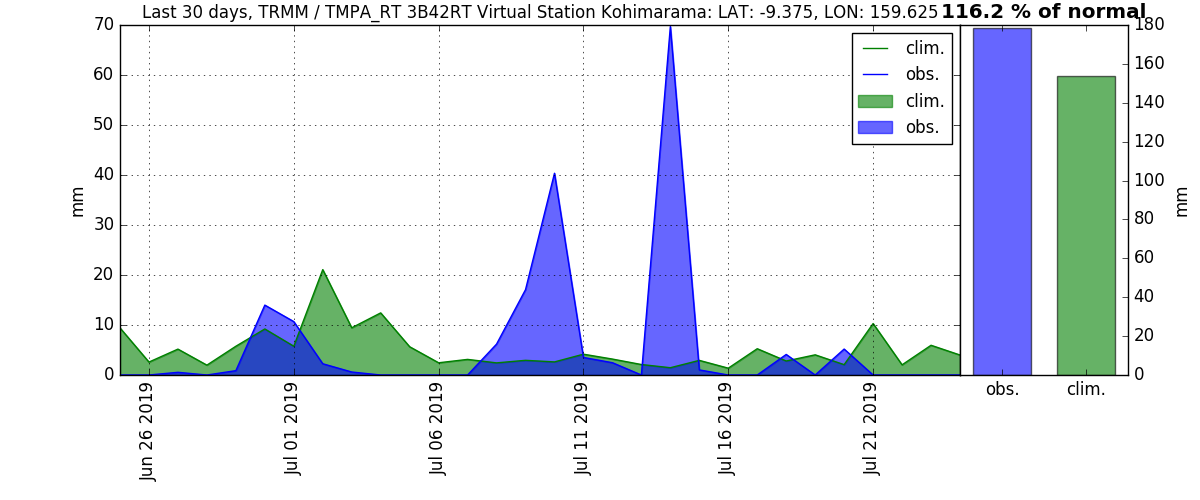 Last 30 days, TRMM / TMPA_RT 3B42RT Virtual Station Kohimarama: LAT: -9.375, LON: 159.625 116.2 % of normal
70
60
50
40
30
20
10
0
mm
clim.
obs.
clim.
obs.
Jun 26 2019
Jul 01 2019
Jul 06 2019
Jul 11 2019
Jul 16 2019
Jul 21 2019
180
160
140
120
100
80
60
40
20
0
mm
obs. clim.